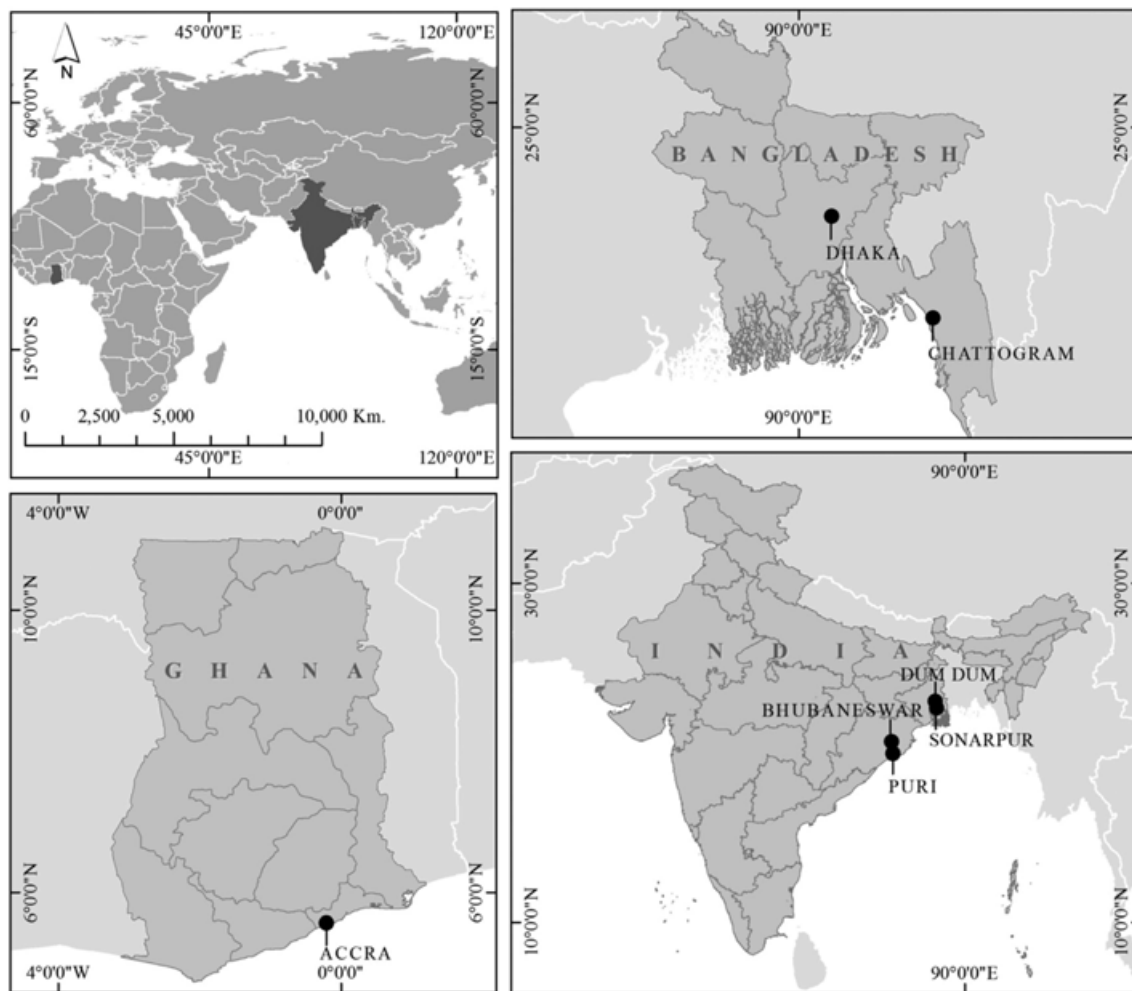 45°0'0"E 120°0'0"E
N
60°0'0"N 60°0'0"N
15°0'0"S 15°0'0"S
0 2,500 5,000 10,000 Km.
45°0'0"E 120°0'0"E
90°0'0"E
25°0'0"N 25°0'0"N
BANGLADESH
DHAKA
CHATTOGRAM
90°0'0"E
4°0'0"W 0°0'0"
10°0'0"N 10°0'0"N
GHANA
6°0'0"N 6°0'0"N
ACCRA
4°0'0"W 0°0'0"
90°0'0"E
30°0'0"N 30°0'0"N
INDIA
DUM DUM
BHUBANESWAR
SONARPUR
PURI
10°0'0"N 10°0'0"N
90°0'0"E